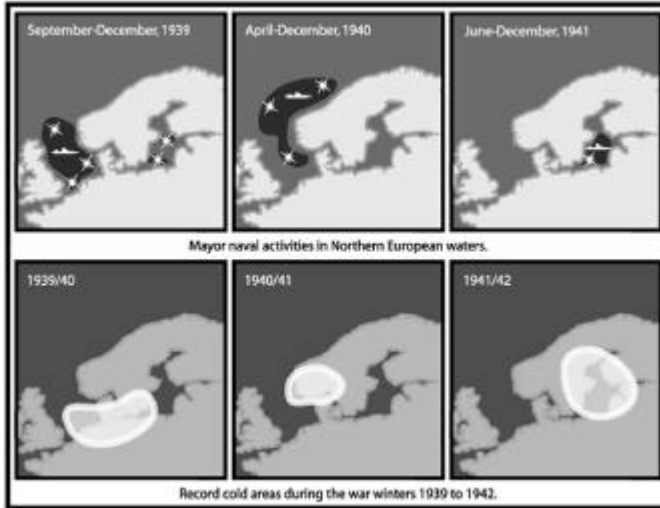 September-December, 1939
April-December, 1940
June-December, 1941
Mayor naval activities in Northern European waters.
1939/40
1940/41
1941/42
Record cold areas during the war winters 1939 to 1942.